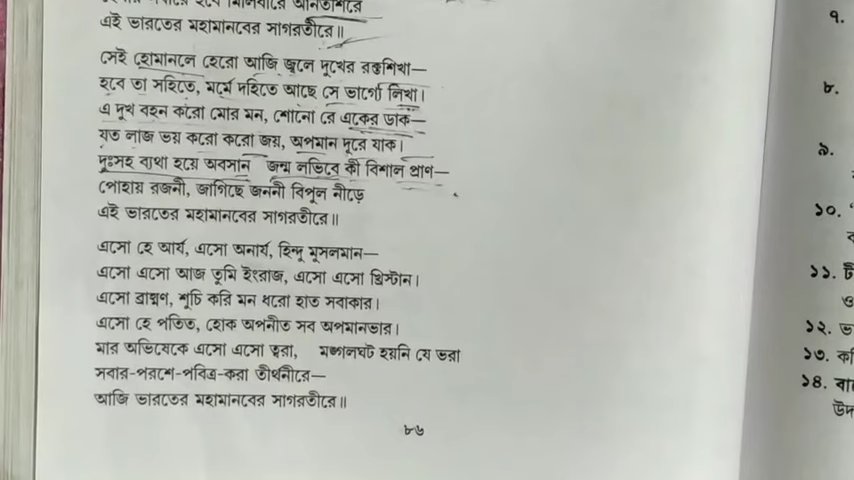 এই ভারতের মহামানবের সাগরতীরে॥
সেই হোমানলে হেরো আজি জ্বলে দুখের রক্তশিখা—
হবে তা সহিতে, মর্মে দহিতে আছে সে ভাগ্যে লিখা।
এ দুখ বহন করো মোর মন, শোনো রে একের ডাক—
যত লাজ ভয় করো করো জয়, অপমান দূরে যাক।
দুঃসহ ব্যথা হয়ে অবসান জন্ম লভিবে কী বিশাল প্রাণ—
পোহায় রজনী, জাগিছে জননী বিপুল নীড়ে
এই ভারতের মহামানবের সাগরতীরে॥
এসো হে আর্য, এসো অনার্য, হিন্দু মুসলমান—
এসো এসো আজ তুমি ইংরাজ, এসো এসো খ্রিস্টান।
এসো ব্রাহ্মণ, শুচি করি মন ধরো হাত সবাকার।
এসো হে পতিত, হোক অপনীত সব অপমানভার।
মার অভিষেকে এসো এসো ত্বরা, মঙ্গলঘট হয়নি যে ভরা
সবার-পরশে-পবিত্র-করা তীর্থনীরে—
আজি ভারতের মহামানবের সাগরতীরে॥
৮৬
৭.
৮.
৯.
১০.
১১.
১২.
১৩.
১৪.